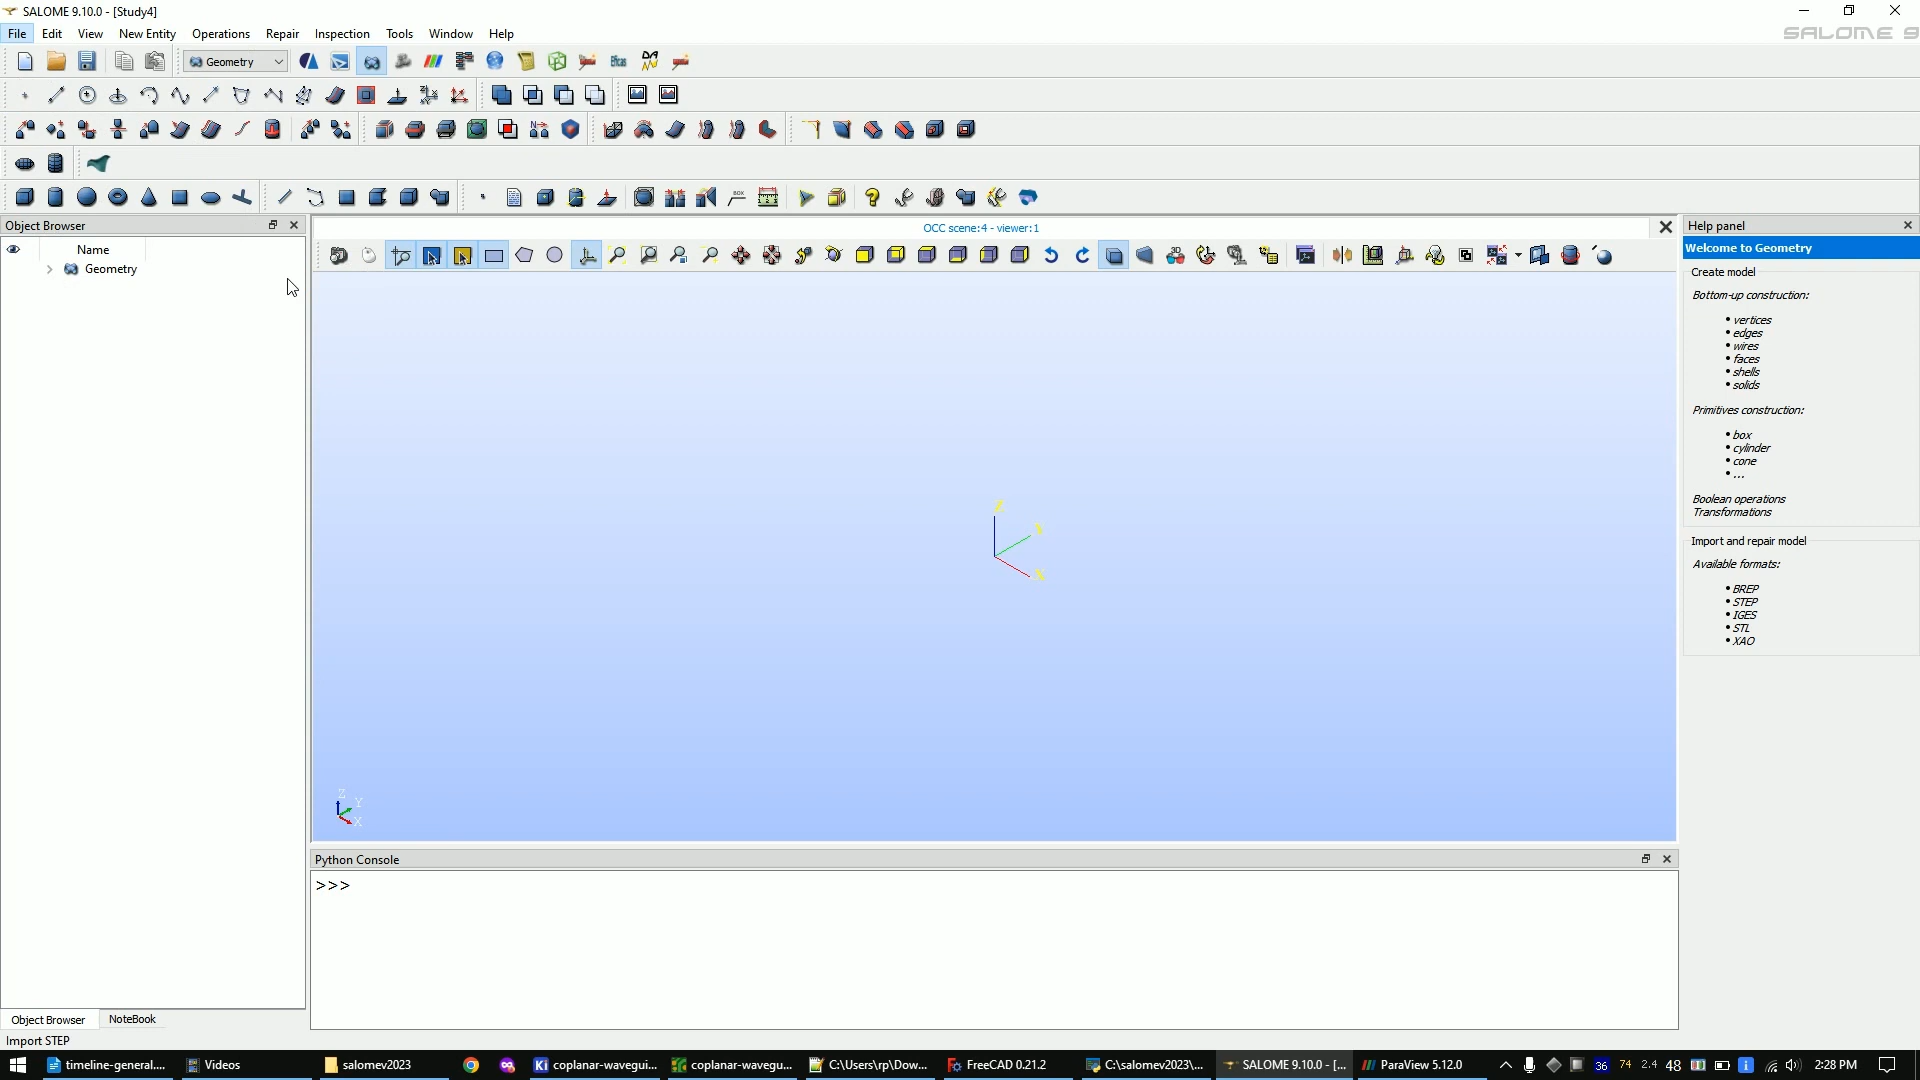 SALOME 9.10.0 - [Study4]
File Edit View New Entity Operations Repair Inspection Tools Window Help
SALOME 9
Geometry
Object Browser
Name
Geometry
OCC scene:4 - viewer:1
Z
Y
X
Z
Y
X
Python Console
>>>
Help panel
Welcome to Geometry
Create model
Bottom-up construction:
• vertices
• edges
• wires
• faces
• shells
• solids
Primitives construction:
• box
• cylinder
• cone
• ...
Boolean operations
Transformations
Import and repair model
Available formats:
• BREP
• STEP
• IGES
• STL
• XAO
Object Browser NoteBook
Import STEP
timeline-general.... Videos salomev2023 coplanar-wavegui... coplanar-wavegu... C:\Users\rp\Dow... FreeCAD 0.21.2 C:\salomev2023\... SALOME 9.10.0 - [... ParaView 5.12.0 36 74 2.4 48 2:28 PM